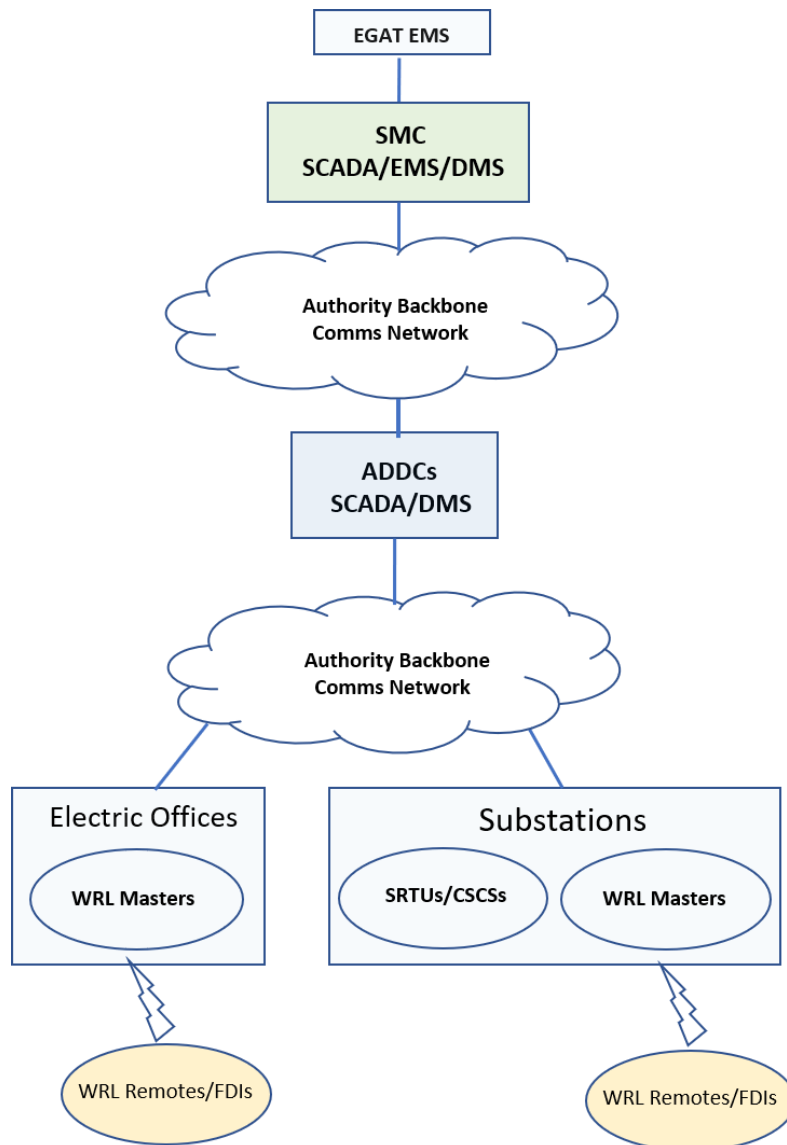 EGAT EMS
SMC
SCADA/EMS/DMS
Authority Backbone
Comms Network
ADDCs
SCADA/DMS
Authority Backbone
Comms Network
Electric Offices
WRL Masters
Substations
SRTUs/CSCSs
WRL Masters
WRL Remotes/FDIs
WRL Remotes/FDIs